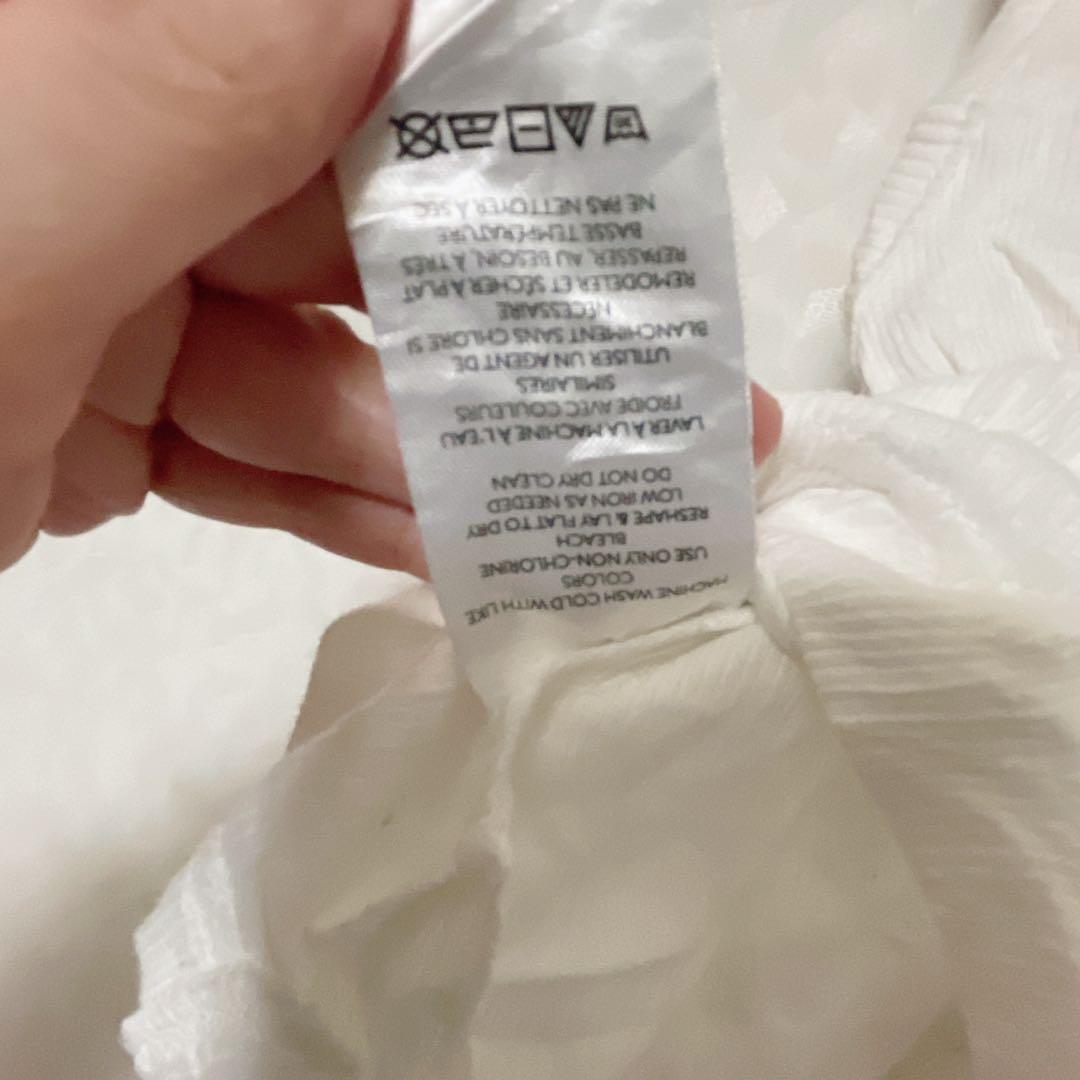 MACHINE WASH COLD WITH LIKE
COLORS
USE ONLY NON-CHLORINE
BLEACH
RESHAPE & LAY FLAT TO DRY
LOW IRON AS NEEDED
DO NOT DRY CLEAN
LAVER À LA MACHINE À L'EAU
FROIDE AVEC COULEURS
SIMILAIRES
UTILISER UN AGENT DE
BLANCHIMENT SANS CHLORE SI
NÉCESSAIRE
REMODELER ET SÉCHER À PLAT
REPASSER, AU BESOIN, À TRÈS
BASSE TEMPÉRATURE
NE PAS NETTOYER À SEC